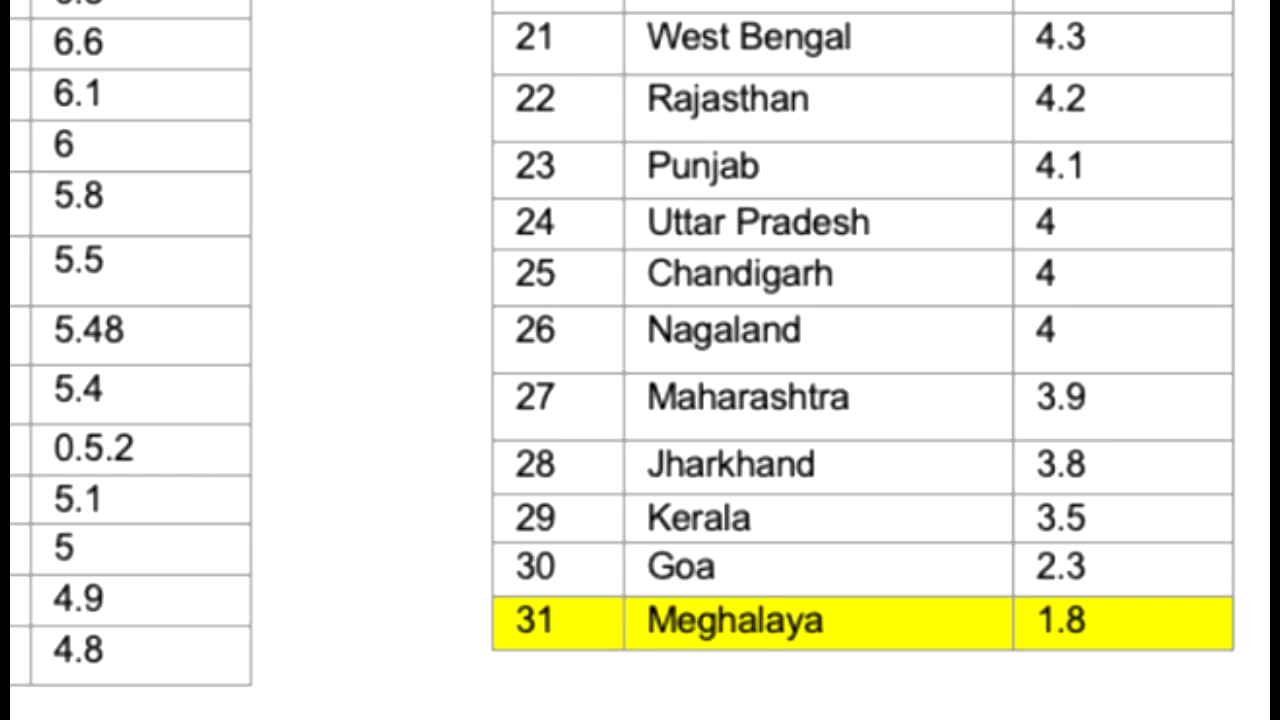 6.6
6.1
6
5.8
5.5
5.48
5.4
0.5.2
5.1
5
4.9
4.8
21 West Bengal 4.3
22 Rajasthan 4.2
23 Punjab 4.1
24 Uttar Pradesh 4
25 Chandigarh 4
26 Nagaland 4
27 Maharashtra 3.9
28 Jharkhand 3.8
29 Kerala 3.5
30 Goa 2.3
31 Meghalaya 1.8